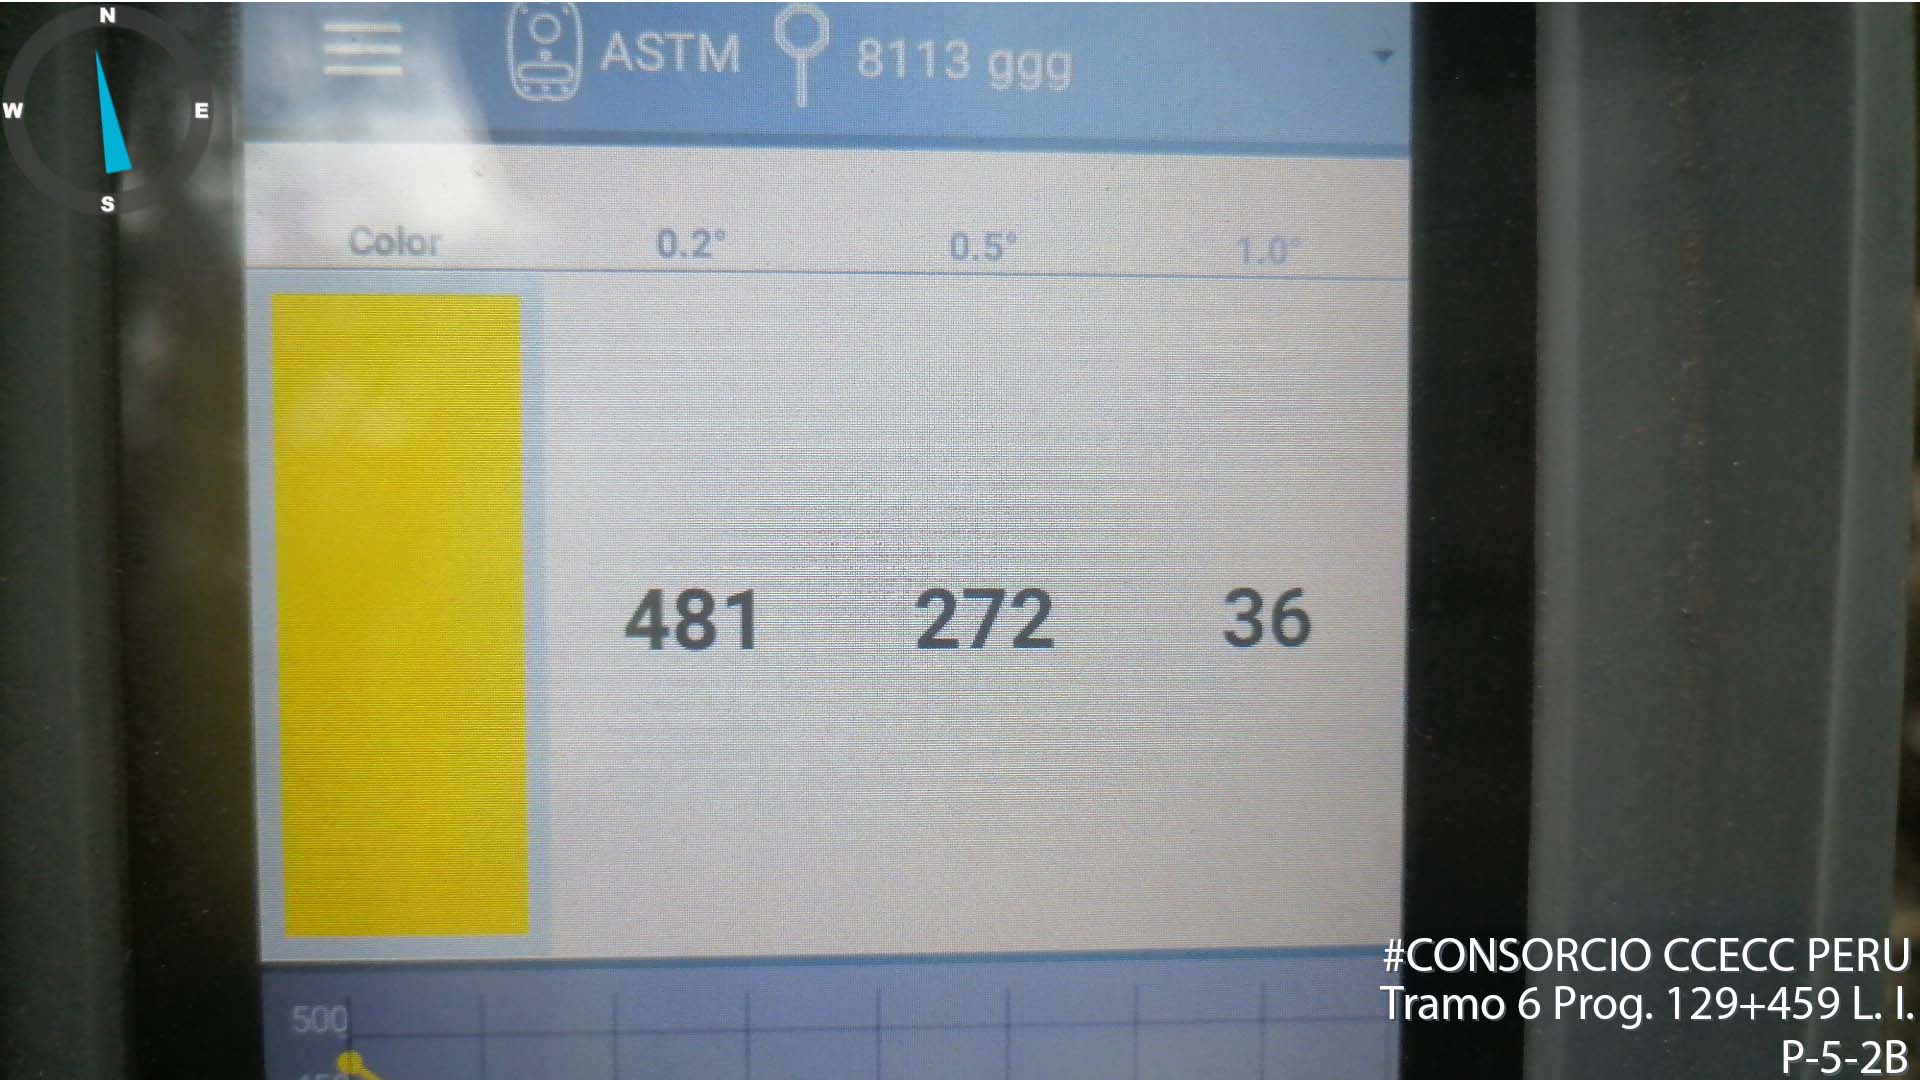 N
W E
S
ASTM 8113 ggg
Color 0.2° 0.5° 1.0°
481 272 36
500
450
#CONSORCIO CCECC PERU
Tramo 6 Prog. 129+459 L. I.
P-5-2B